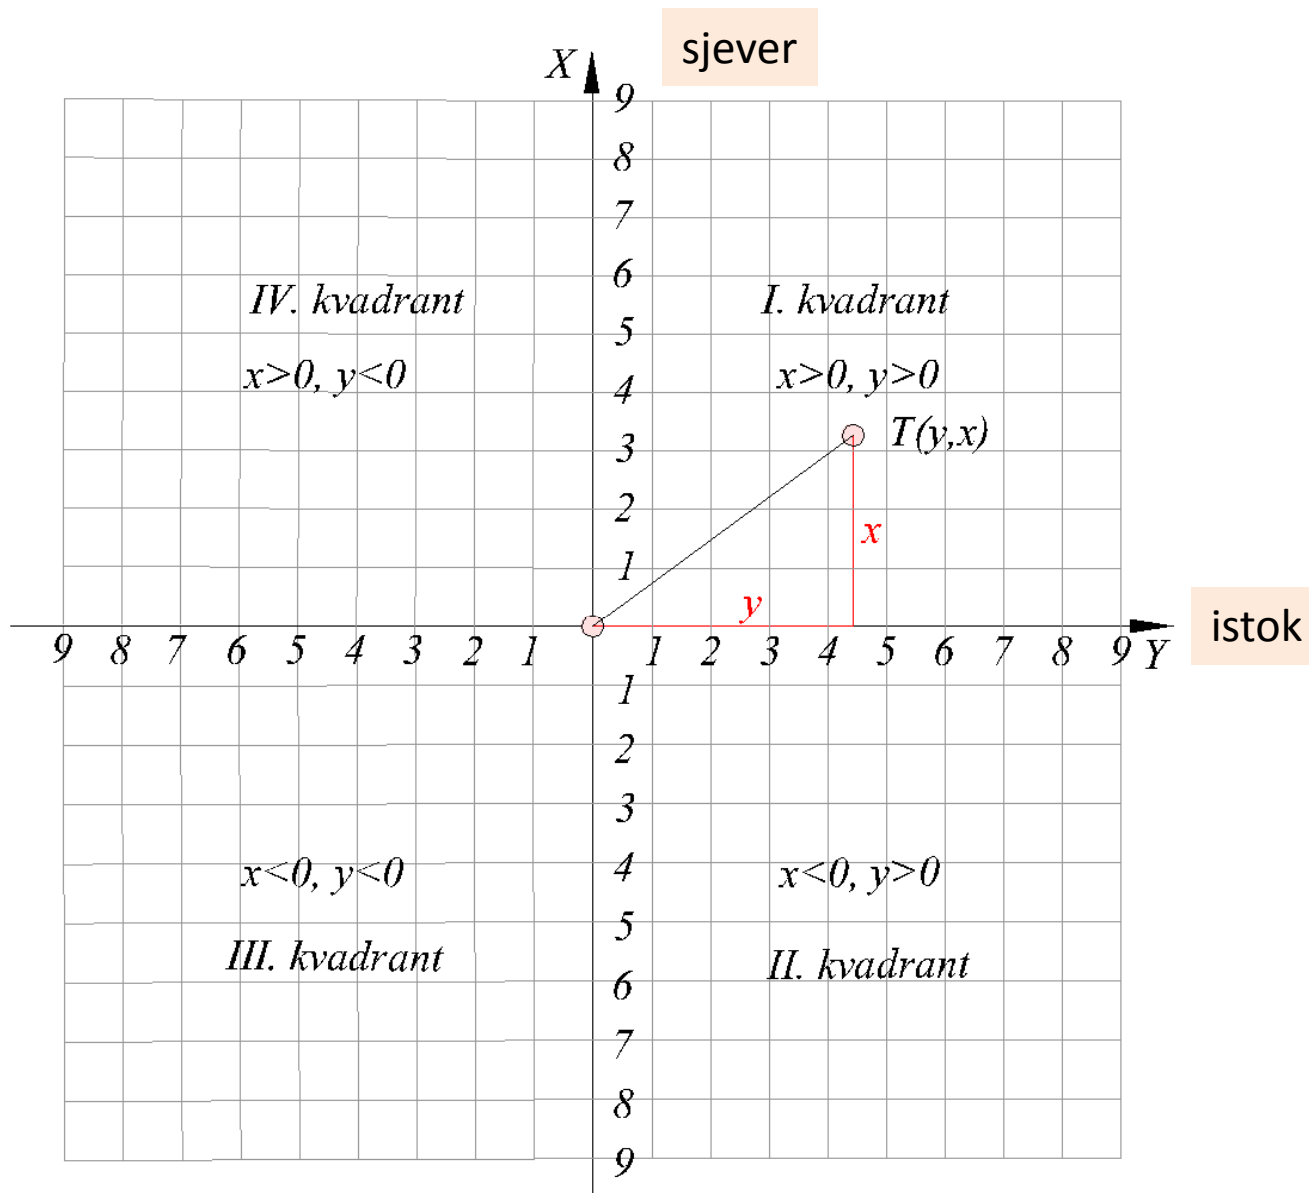 sjever
X
9
8
7
6
IV. kvadrant
I. kvadrant
5
x>0, y<0
x>0, y>0
4
T(y,x)
3
2
x
1
y
istok
9 8 7 6 5 4 3 2 1 1 2 3 4 5 6 7 8 9 Y
1
2
3
x<0, y<0
4
x<0, y>0
5
III. kvadrant
II. kvadrant
6
7
8
9